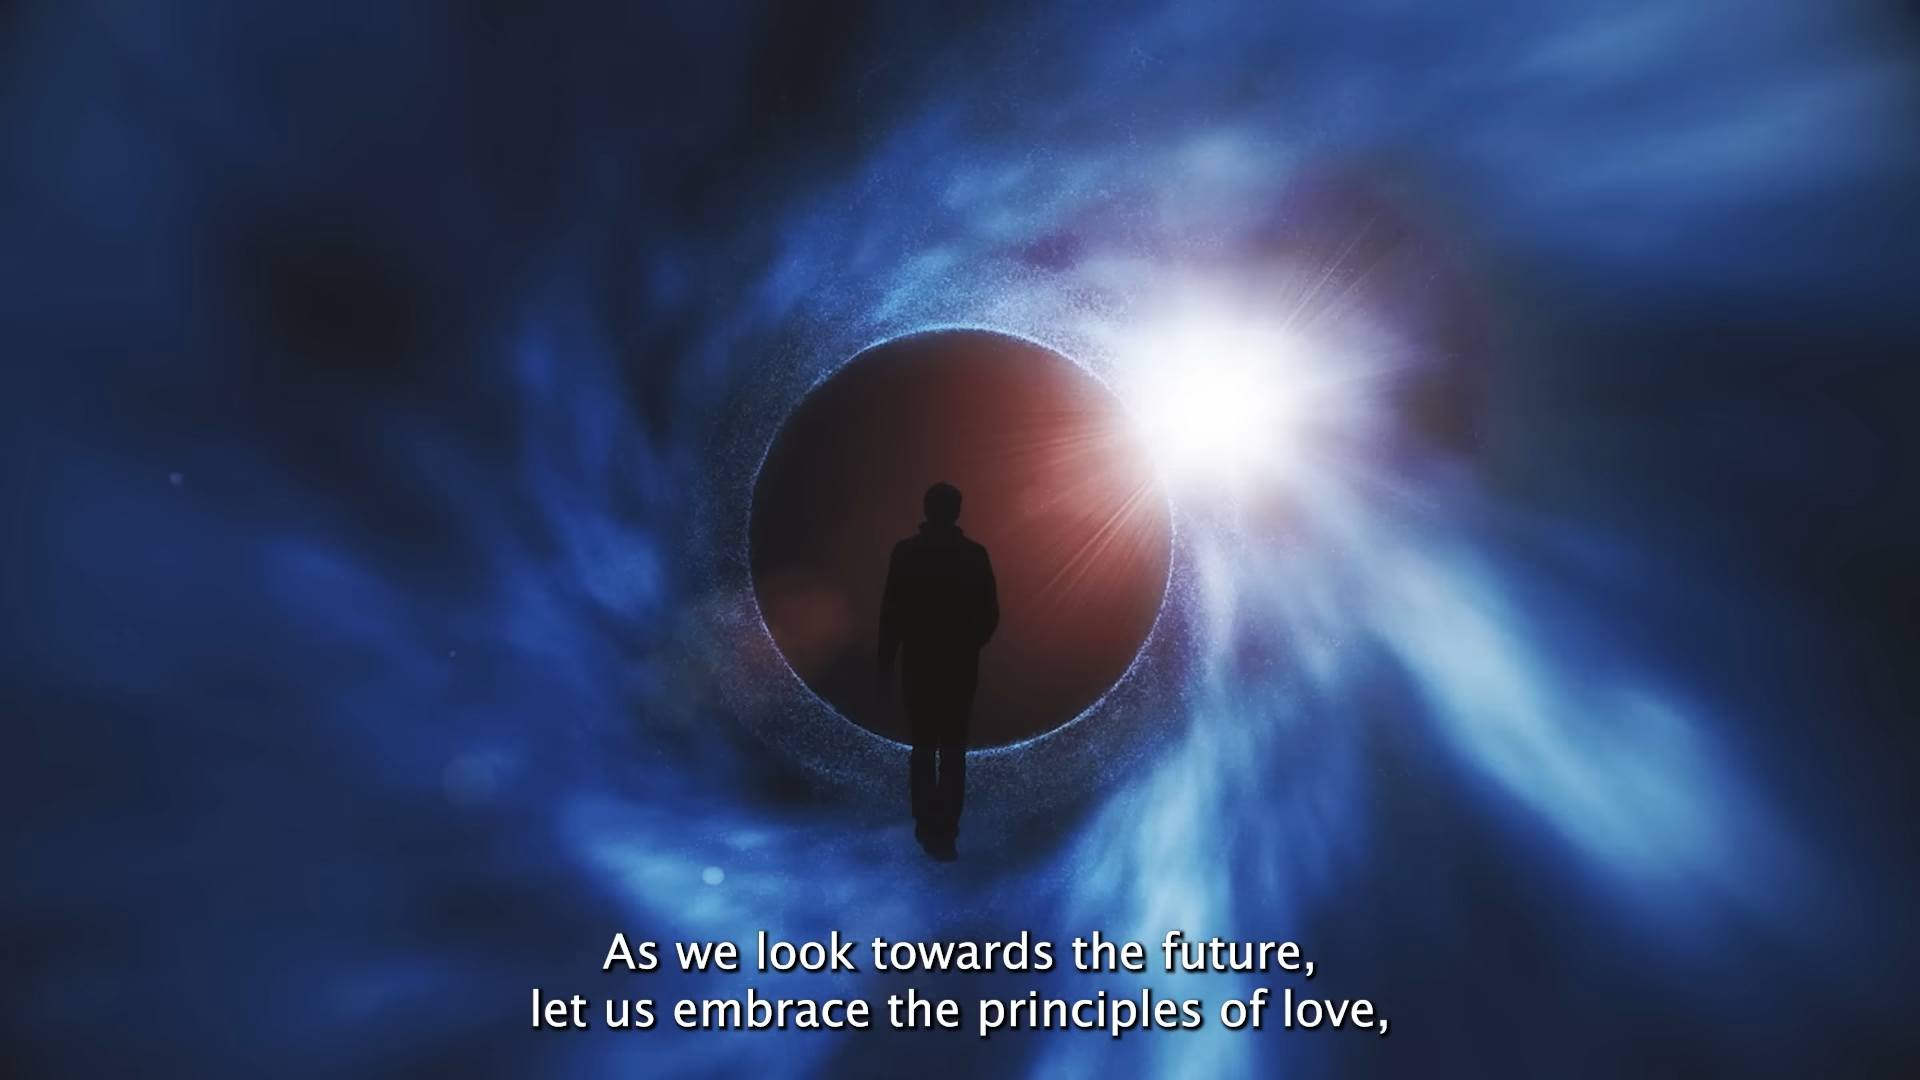 As we look towards the future,
let us embrace the principles of love,